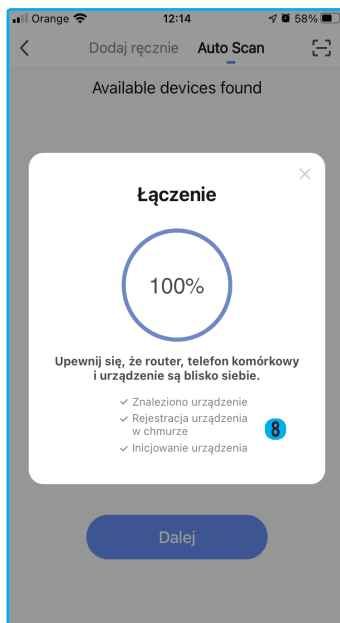 Orange 12:14 58%
Dodaj ręcznie Auto Scan
Available devices found
Łączenie
100%
Upewnij się, że router, telefon komórkowy
i urządzenie są blisko siebie.
Znaleziono urządzenie
Rejestracja urządzenia
w chmurze
Inicjowanie urządzenia
8
Dalej